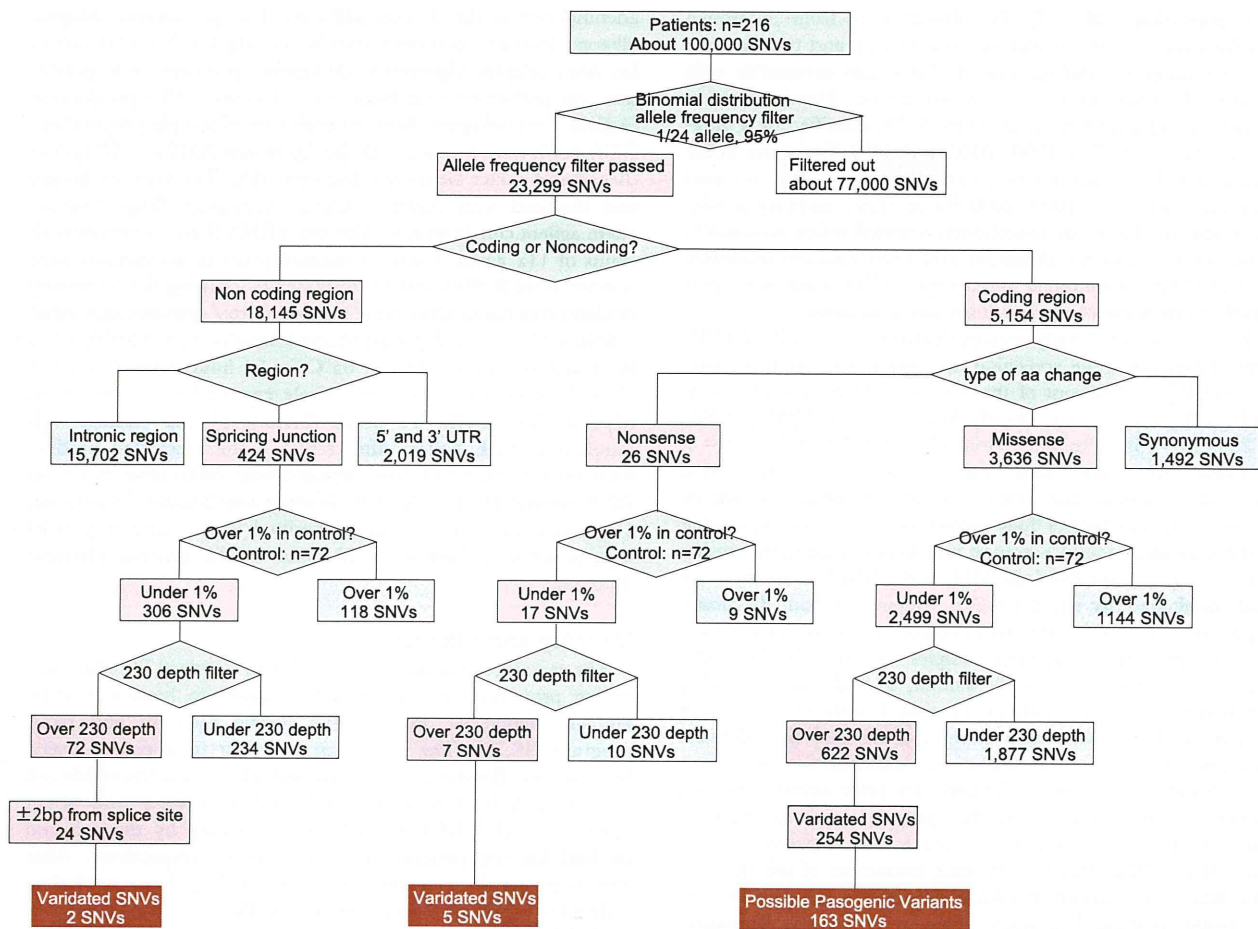 Patients: n=216
About 100,000 SNVs
Binomial distribution
allele frequency filter
1/24 allele, 95%
Allele frequency filter passed
23,299 SNVs
Filtered out
about 77,000 SNVs
Coding or Noncoding?
Non coding region
18,145 SNVs
Coding region
5,154 SNVs
Region?
type of aa change
Intronic region
15,702 SNVs
Spricing Junction
424 SNVs
5' and 3' UTR
2,019 SNVs
Nonsense
26 SNVs
Missense
3,636 SNVs
Synonymous
1,492 SNVs
Over 1% in control?
Control: n=72
Over 1% in control?
Control: n=72
Over 1% in control?
Control: n=72
Under 1%
306 SNVs
Over 1%
118 SNVs
Under 1%
17 SNVs
Over 1%
9 SNVs
Under 1%
2,499 SNVs
Over 1%
1144 SNVs
230 depth filter
230 depth filter
230 depth filter
Over 230 depth
72 SNVs
Under 230 depth
234 SNVs
Over 230 depth
7 SNVs
Under 230 depth
10 SNVs
Over 230 depth
622 SNVs
Under 230 depth
1,877 SNVs
±2bp from splice site
24 SNVs
Varidated SNVs
254 SNVs
Varidated SNVs
2 SNVs
Varidated SNVs
5 SNVs
Possible Pasogenic Variants
163 SNVs